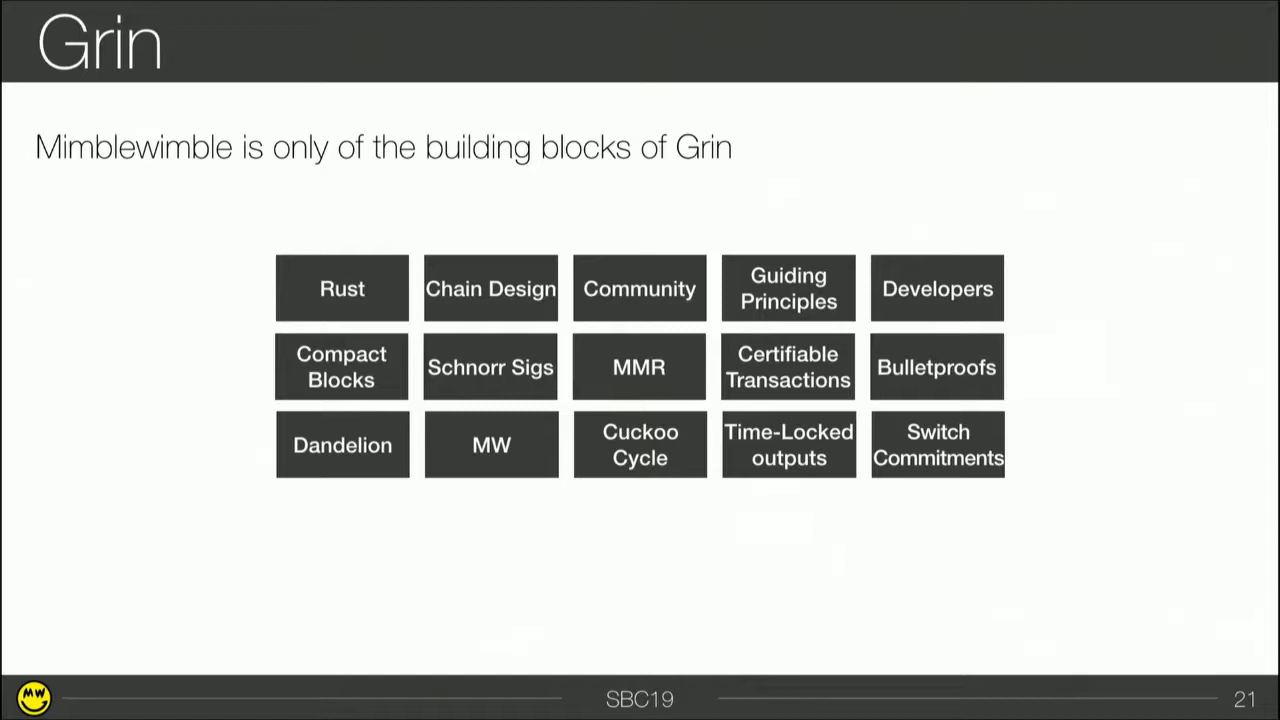 Grin
Mimblewimble is only of the building blocks of Grin
Rust
Chain Design
Community
Guiding
Principles
Developers
Compact
Blocks
Schnorr Sigs
MMR
Certifiable
Transactions
Bulletproofs
Dandelion
MW
Cuckoo
Cycle
Time-Locked
outputs
Switch
Commitments
MW
SBC19
21